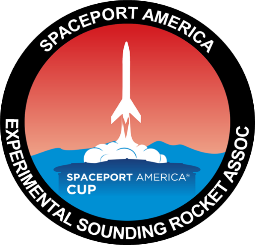 SPACEPORT AMERICA
SPACEPORT AMERICA®
CUP
EXPERIMENTAL SOUNDING ROCKET ASSOC